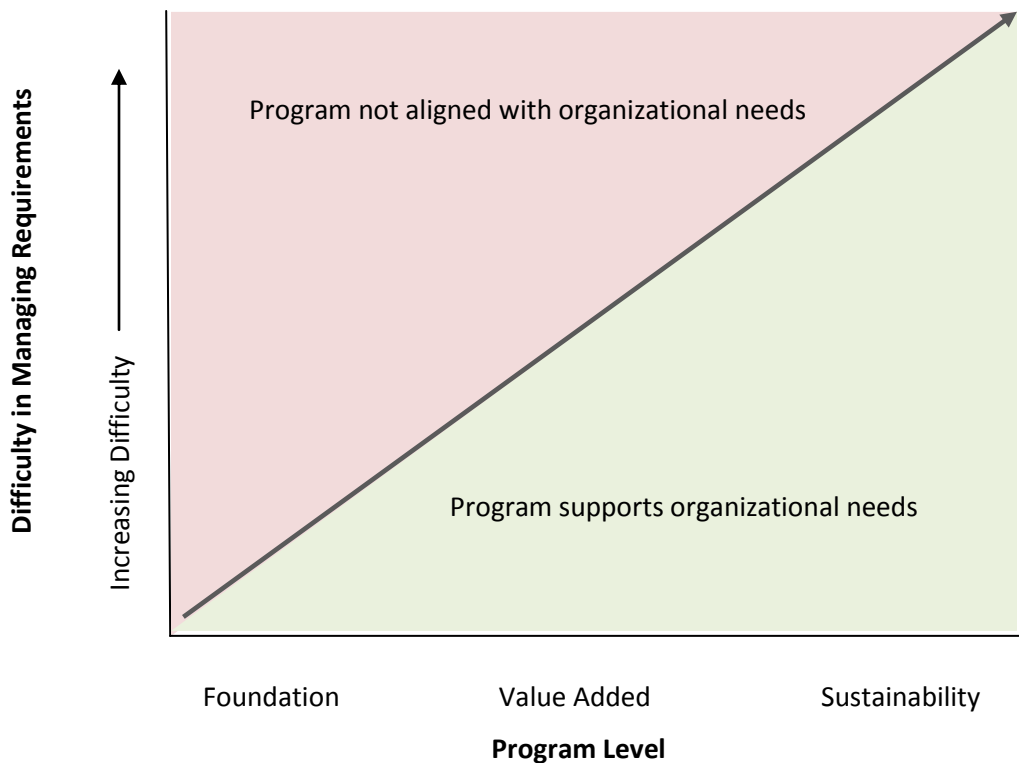 Difficulty in Managing Requirements
Increasing Difficulty
Program not aligned with organizational needs
Program supports organizational needs
Foundation
Value Added
Sustainability
Program Level